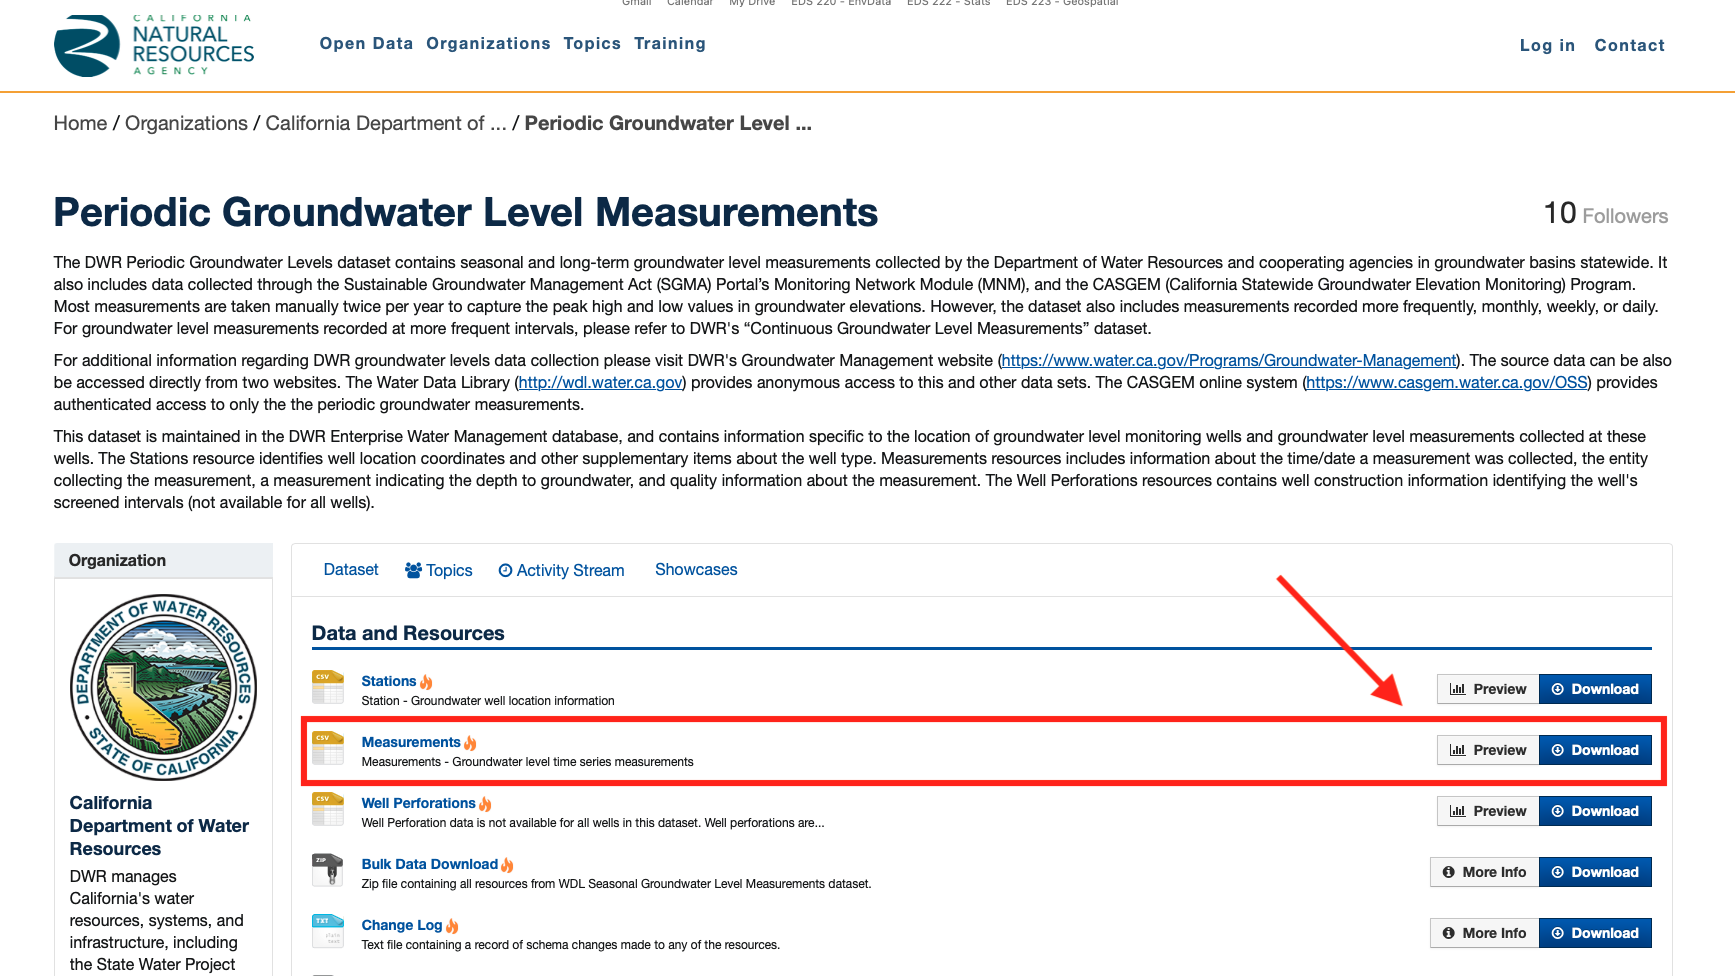 Gmail Calendar My Drive EDS 220 - EnvData EDS 222 - Stats EDS 223 - Geospatial
CALIFORNIA
NATURAL
RESOURCES
AGENCY
Open Data Organizations Topics Training
Log in Contact
Home / Organizations / California Department of ... / Periodic Groundwater Level ...
Periodic Groundwater Level Measurements
10 Followers
The DWR Periodic Groundwater Levels dataset contains seasonal and long-term groundwater level measurements collected by the Department of Water Resources and cooperating agencies in groundwater basins statewide. It
also includes data collected through the Sustainable Groundwater Management Act (SGMA) Portal's Monitoring Network Module (MNM), and the CASGEM (California Statewide Groundwater Elevation Monitoring) Program.
Most measurements are taken manually twice per year to capture the peak high and low values in groundwater elevations. However, the dataset also includes measurements recorded more frequently, monthly, weekly, or daily.
For groundwater level measurements recorded at more frequent intervals, please refer to DWR's “Continuous Groundwater Level Measurements” dataset.
For additional information regarding DWR groundwater levels data collection please visit DWR's Groundwater Management website (https://www.water.ca.gov/Programs/Groundwater-Management). The source data can be also
be accessed directly from two websites. The Water Data Library (http://wdl.water.ca.gov) provides anonymous access to this and other data sets. The CASGEM online system (https://www.casgem.water.ca.gov/OSS) provides
authenticated access to only the the periodic groundwater measurements.
This dataset is maintained in the DWR Enterprise Water Management database, and contains information specific to the location of groundwater level monitoring wells and groundwater level measurements collected at these
wells. The Stations resource identifies well location coordinates and other supplementary items about the well type. Measurements resources includes information about the time/date a measurement was collected, the entity
collecting the measurement, a measurement indicating the depth to groundwater, and quality information about the measurement. The Well Perforations resources contains well construction information identifying the well's
screened intervals (not available for all wells).
Organization
DEPARTMENT OF WATER RESOURCES
STATE OF CALIFORNIA
California
Department of Water
Resources
DWR manages
California's water
resources, systems, and
infrastructure, including
the State Water Project
Dataset Topics Activity Stream Showcases
Data and Resources
CSV
Stations
Station - Groundwater well location information
Preview Download
CSV
Measurements
Measurements - Groundwater level time series measurements
Preview Download
CSV
Well Perforations
Well Perforation data is not available for all wells in this dataset. Well perforations are...
Preview Download
ZIP
Bulk Data Download
Zip file containing all resources from WDL Seasonal Groundwater Level Measurements dataset.
More Info Download
TXT
Change Log
Text file containing a record of schema changes made to any of the resources.
More Info Download